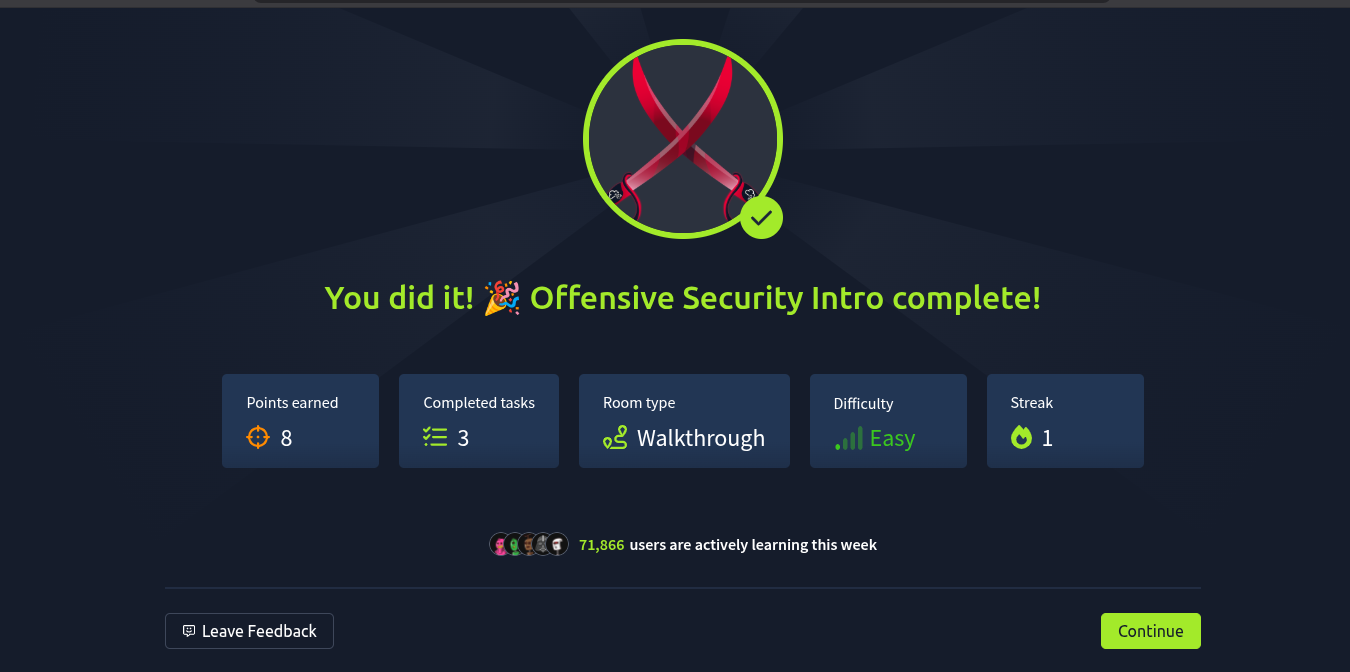 You did it! 🎉 Offensive Security Intro complete!
Points earned
8
Completed tasks
3
Room type
Walkthrough
Difficulty
Easy
Streak
1
71,866 users are actively learning this week
Leave Feedback
Continue